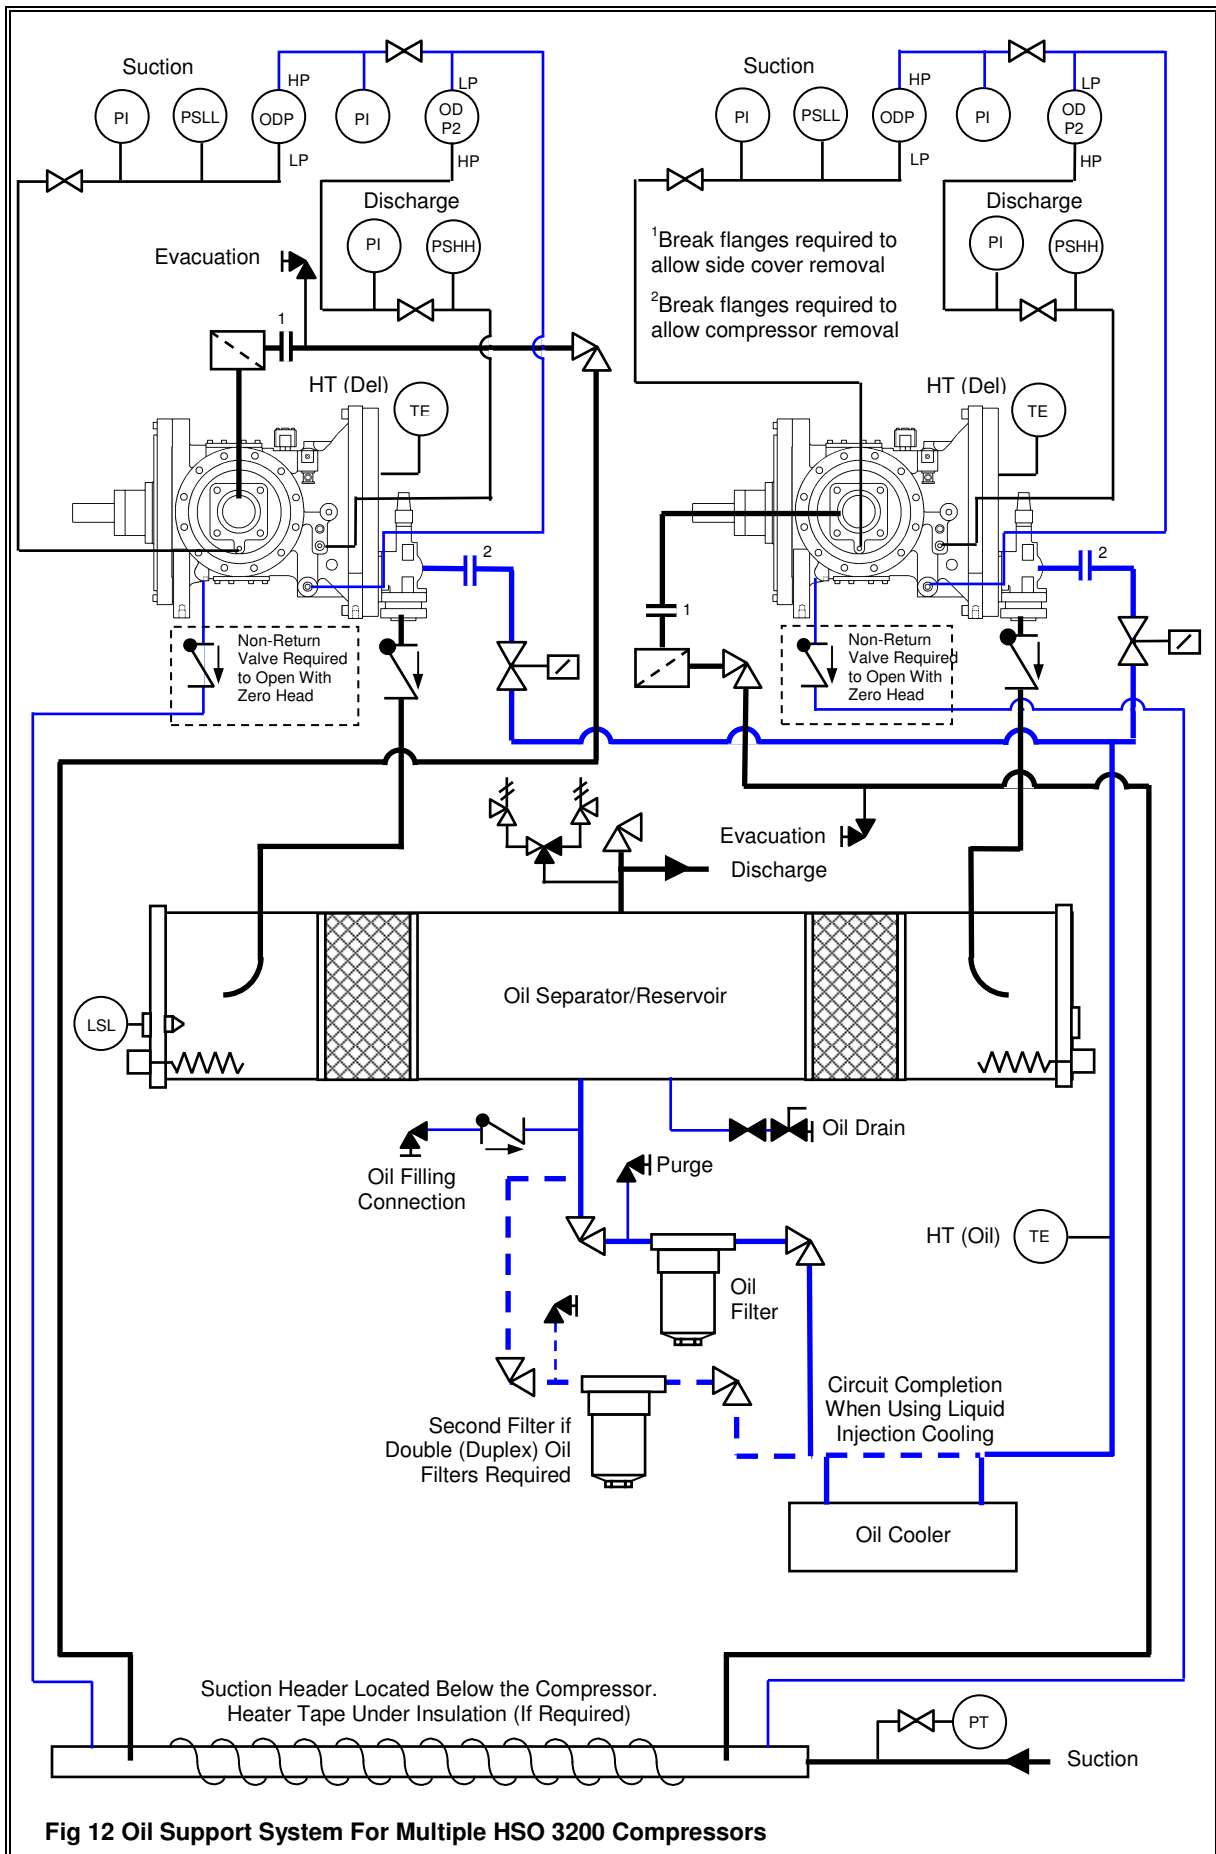 Suction
HP
LP
PI
PSLL
ODP
PI
OD
P2
LP
HP
Discharge
PI
PSHH
Evacuation
1
HT (Del)
TE
2
Non-Return
Valve Required
to Open With
Zero Head
Suction
HP
LP
PI
PSLL
ODP
PI
OD
P2
LP
HP
Discharge
PI
PSHH
1Break flanges required to
allow side cover removal
2Break flanges required to
allow compressor removal
HT (Del)
TE
2
1
Non-Return
Valve Required
to Open With
Zero Head
Evacuation
Discharge
Oil Separator/Reservoir
LSL
Oil Filling
Connection
Oil Drain
Purge
HT (Oil)
TE
Oil
Filter
Second Filter if
Double (Duplex) Oil
Filters Required
Circuit Completion
When Using Liquid
Injection Cooling
Oil Cooler
Suction Header Located Below the Compressor.
Heater Tape Under Insulation (If Required)
PT
Suction
Fig 12 Oil Support System For Multiple HSO 3200 Compressors